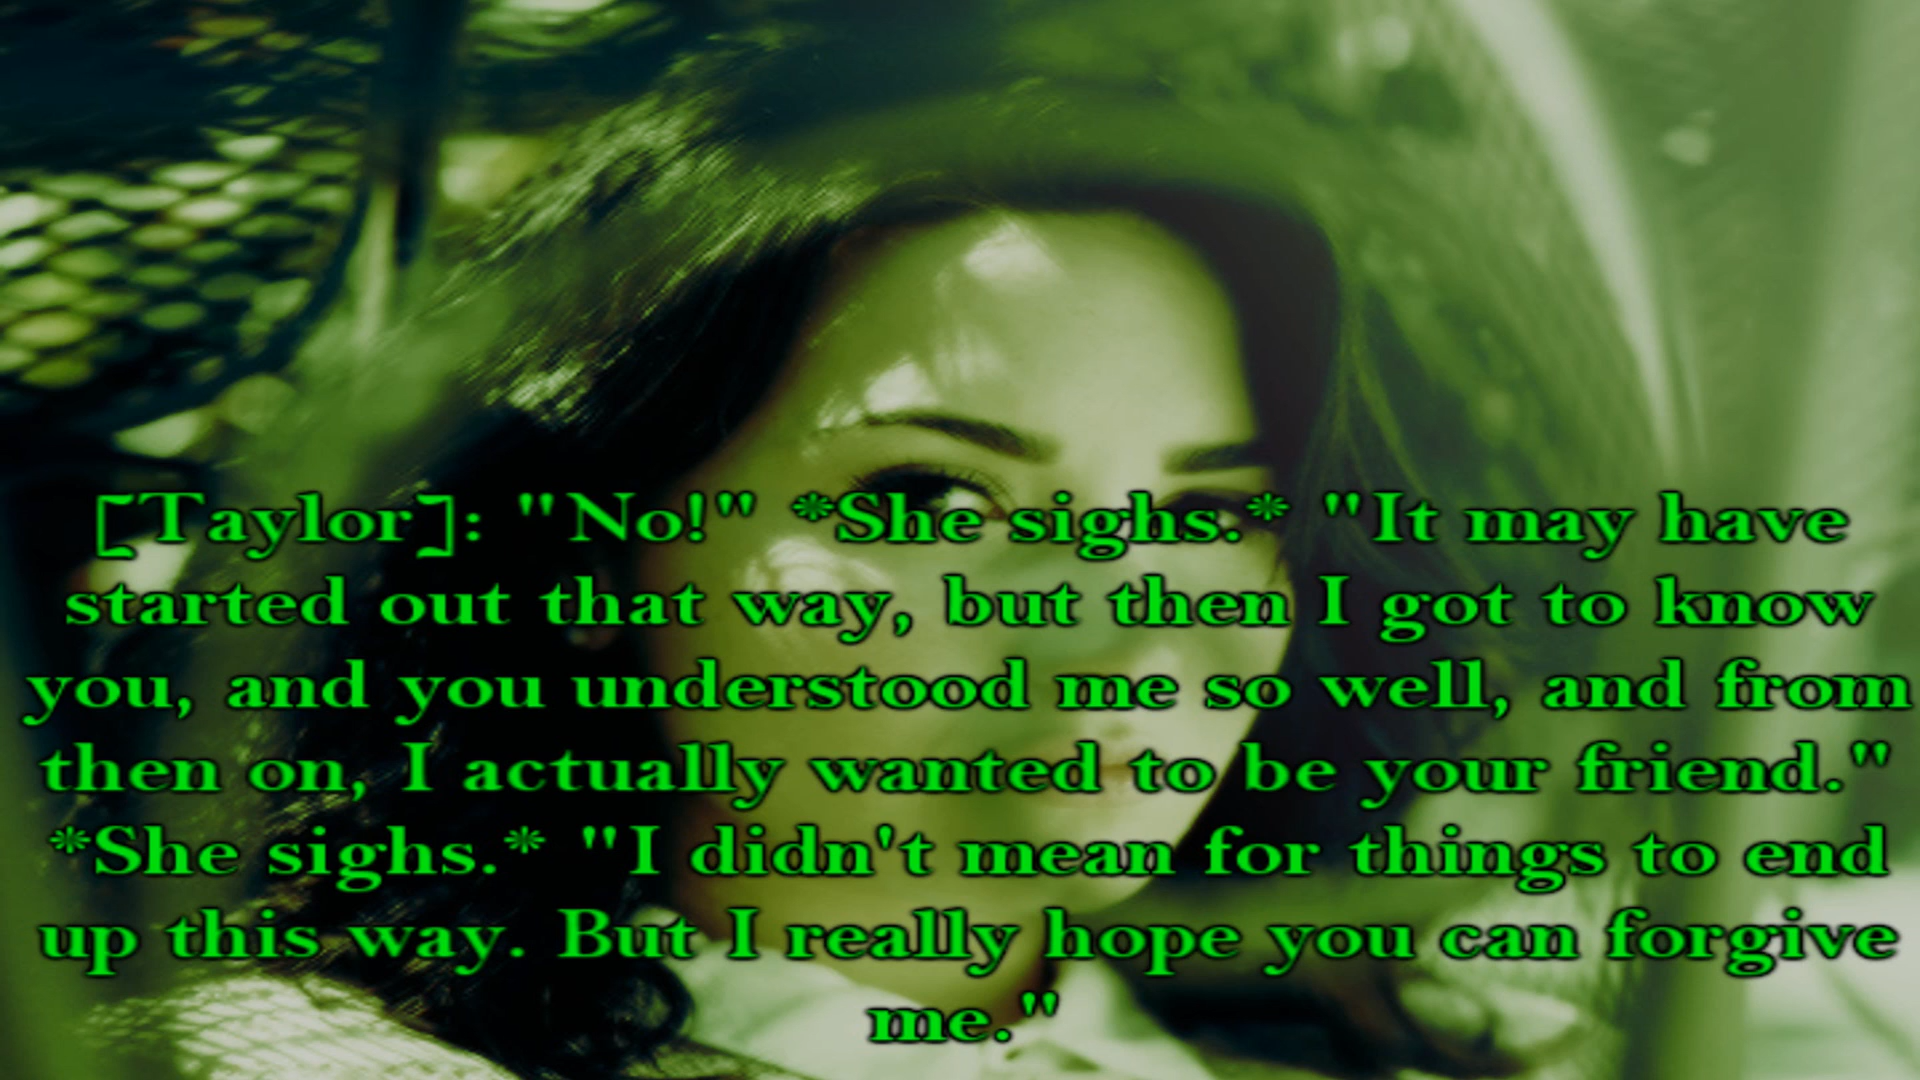 [Taylor]: "No!" *She sighs.* "It may have
started out that way, but then I got to know
you, and you understood me so well, and from
then on, I actually wanted to be your friend."
*She sighs.* "I didn't mean for things to end
up this way. But I really hope you can forgive
me."